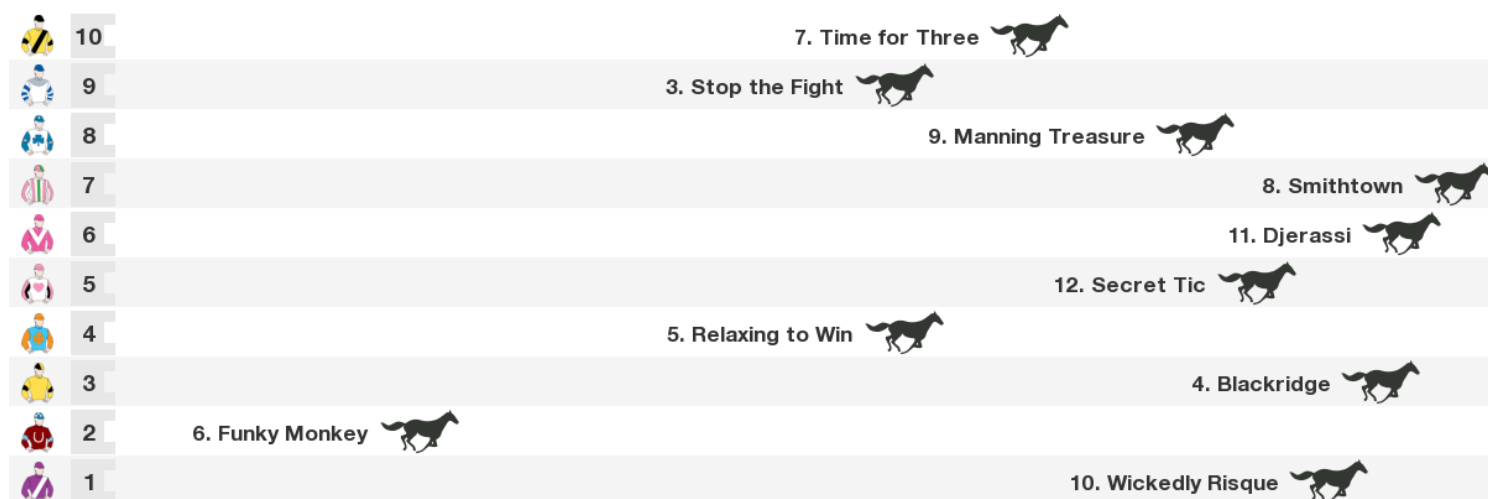 10 7. Time for Three
9 3. Stop the Fight
8 9. Manning Treasure
7 8. Smithtown
6 11. Djerassi
5 12. Secret Tic
4 5. Relaxing to Win
3 4. Blackridge
2 6. Funky Monkey
1 10. Wickedly Risque